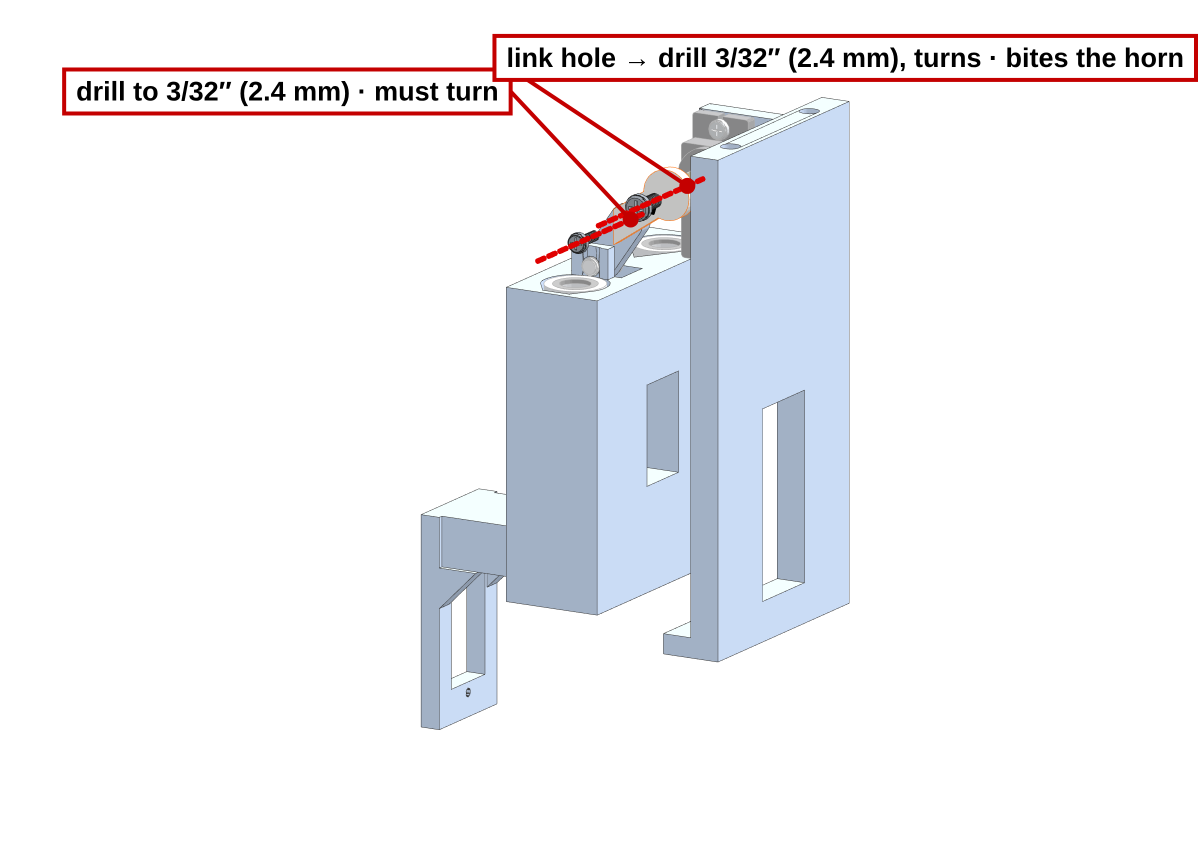 link hole → drill 3/32″ (2.4 mm), turns · bites the horn
drill to 3/32″ (2.4 mm) · must turn